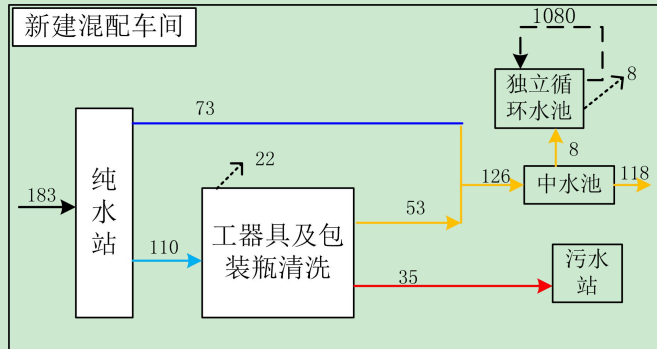 新建混配车间
1080
独立循
环水池
8
73
8
22
183
纯
水
站
126
中水池
118
53
工器具及包
装瓶清洗
110
35
污水
站